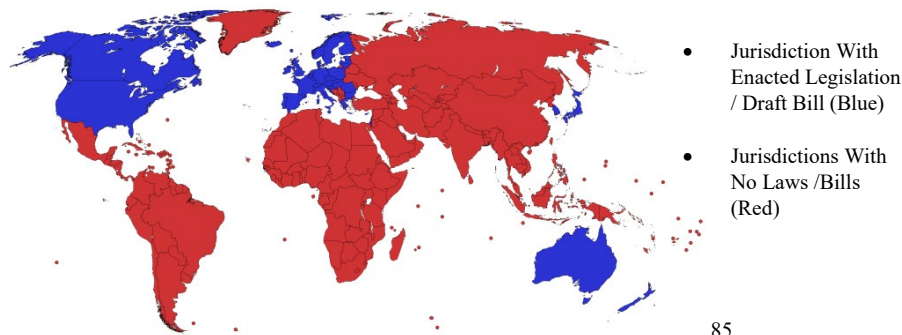 • Jurisdiction With
Enacted Legislation
/ Draft Bill (Blue)
• Jurisdictions With
No Laws /Bills
(Red)
85